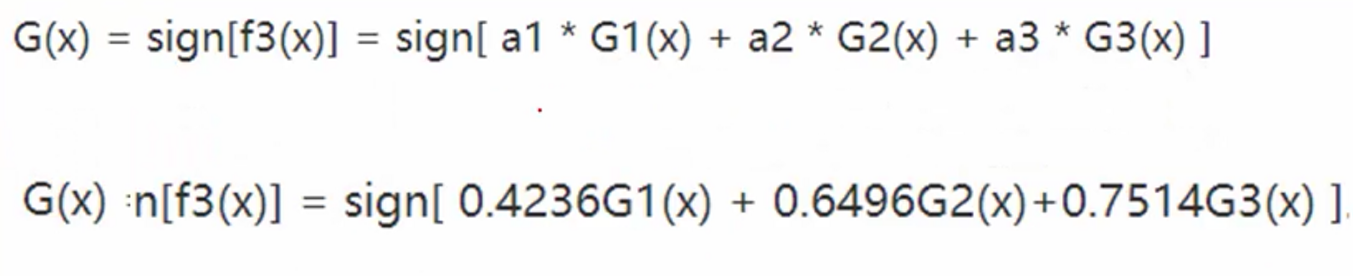 G(x) = sign[f3(x)] = sign[ a1 * G1(x) + a2 * G2(x) + a3 * G3(x) ]
G(x) :n[f3(x)] = sign[ 0.4236G1(x) + 0.6496G2(x)+0.7514G3(x) ].